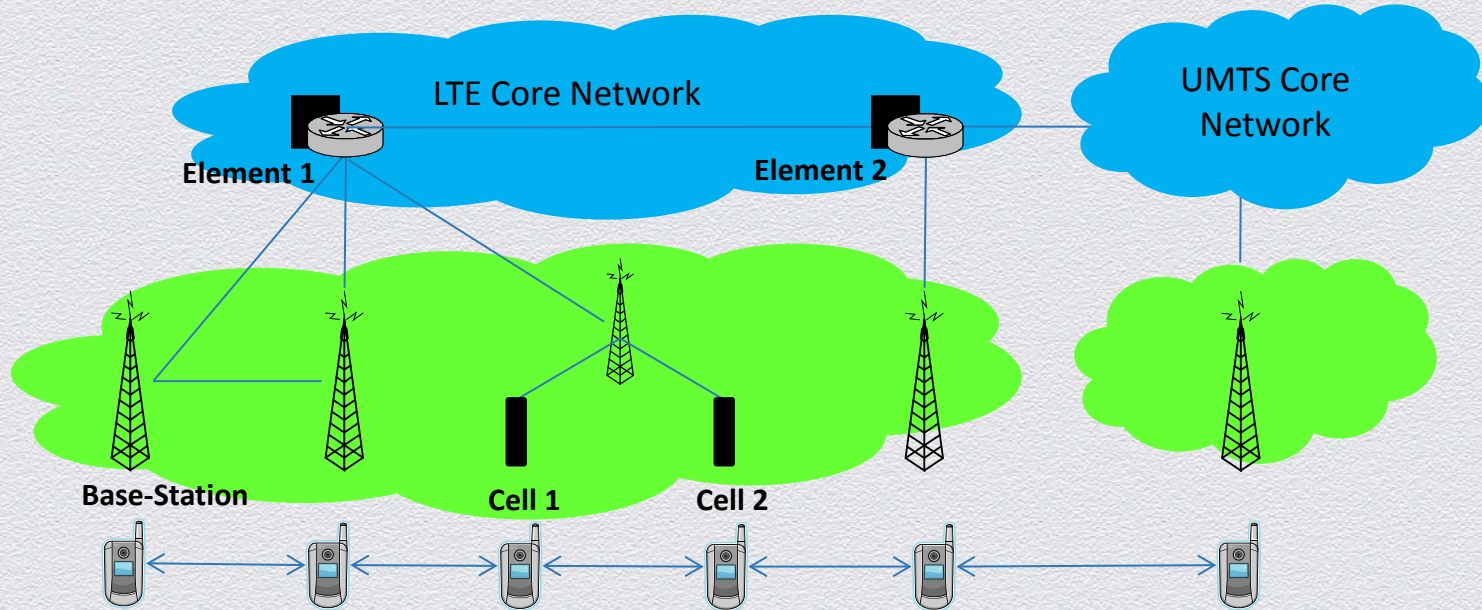 LTE Core Network
UMTS Core
Network
Element 1
Element 2
Base-Station
Cell 1
Cell 2